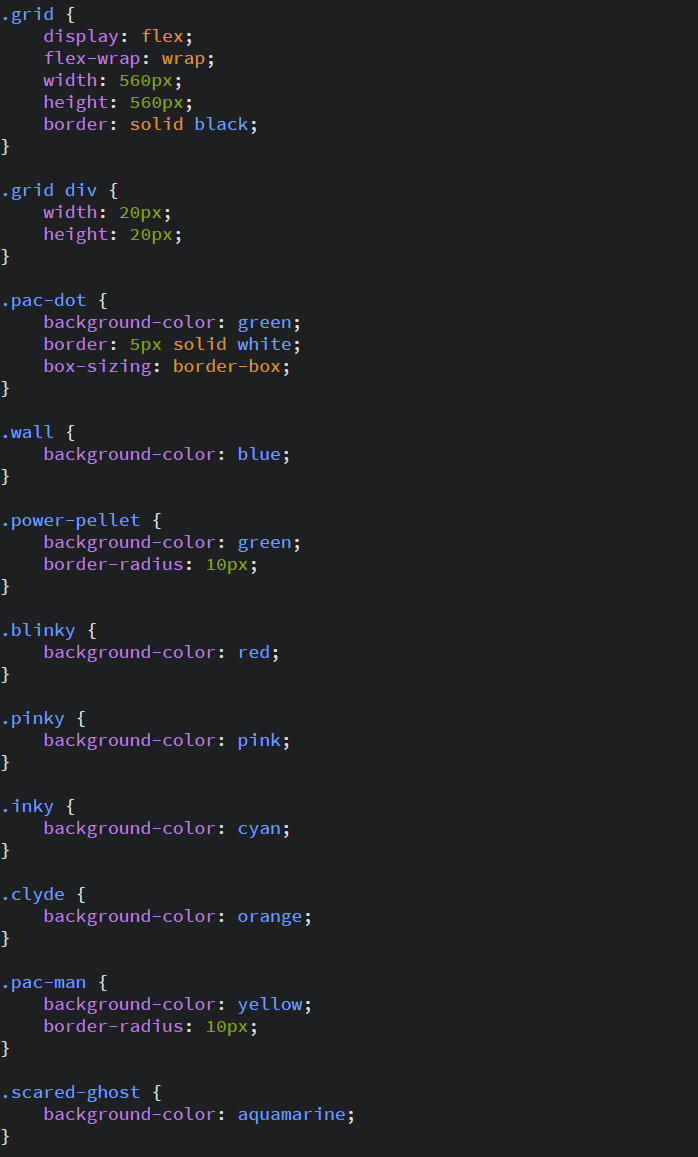 .grid {
    display: flex;
    flex-wrap: wrap;
    width: 560px;
    height: 560px;
    border: solid black;
}

.grid div {
    width: 20px;
    height: 20px;
}

.pac-dot {
    background-color: green;
    border: 5px solid white;
    box-sizing: border-box;
}

.wall {
    background-color: blue;
}

.power-pellet {
    background-color: green;
    border-radius: 10px;
}

.blinky {
    background-color: red;
}

.pinky {
    background-color: pink;
}

.inky {
    background-color: cyan;
}

.clyde {
    background-color: orange;
}

.pac-man {
    background-color: yellow;
    border-radius: 10px;
}

.scared-ghost {
    background-color: aquamarine;
}